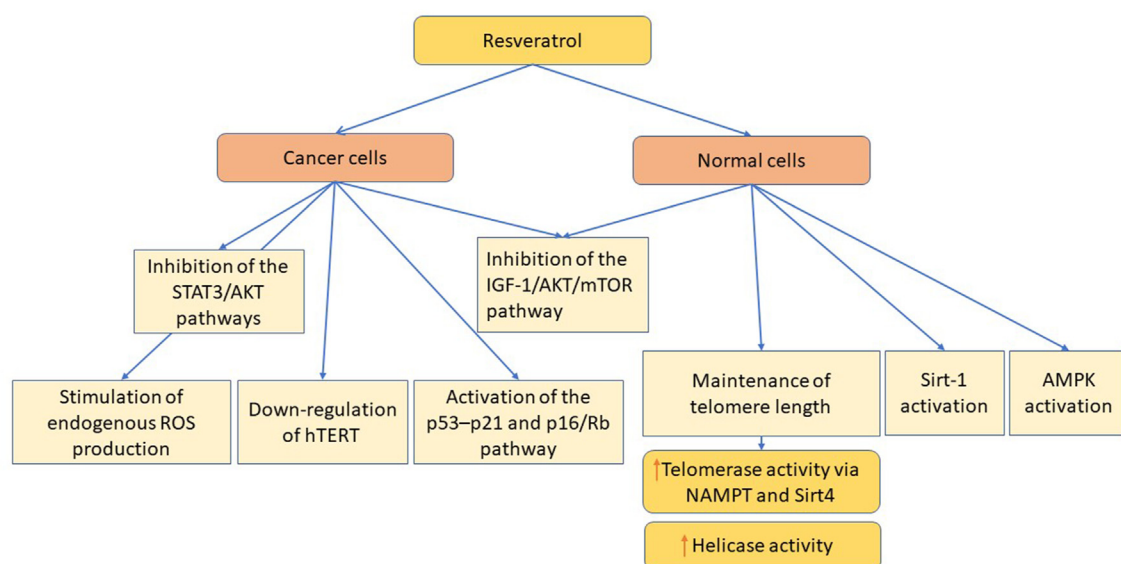 Resveratrol
Cancer cells
Normal cells
Inhibition of the
STAT3/AKT
pathways
Inhibition of the
IGF-1/AKT/mTOR
pathway
Stimulation of
endogenous ROS
production
Down-regulation
of hTERT
Activation of the
p53–p21 and p16/Rb
pathway
Maintenance of
telomere length
Sirt-1
activation
AMPK
activation
↑Telomerase activity via
NAMPT and Sirt4
↑Helicase activity